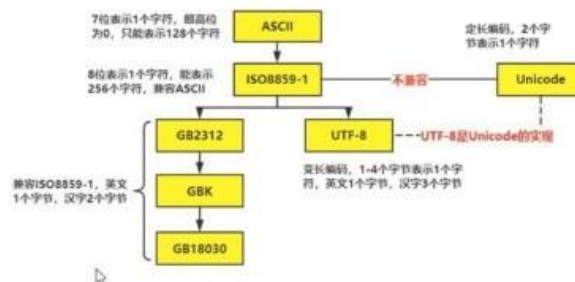 7位表示1个字符，最高位
为0，只能表示128个字符
ASCII
定长编码，2个字
节表示1个字符
8位表示1个字符，能表示
256个字符，兼容ASCII
ISO8859-1
不兼容
Unicode
GB2312
UTF-8
UTF-8是Unicode的实现
变长编码，1-4个字节表示1个字
符，英文1个字节，汉字3个字节
兼容ISO8859-1，英文
1个字节，汉字2个字节
GBK
GB18030